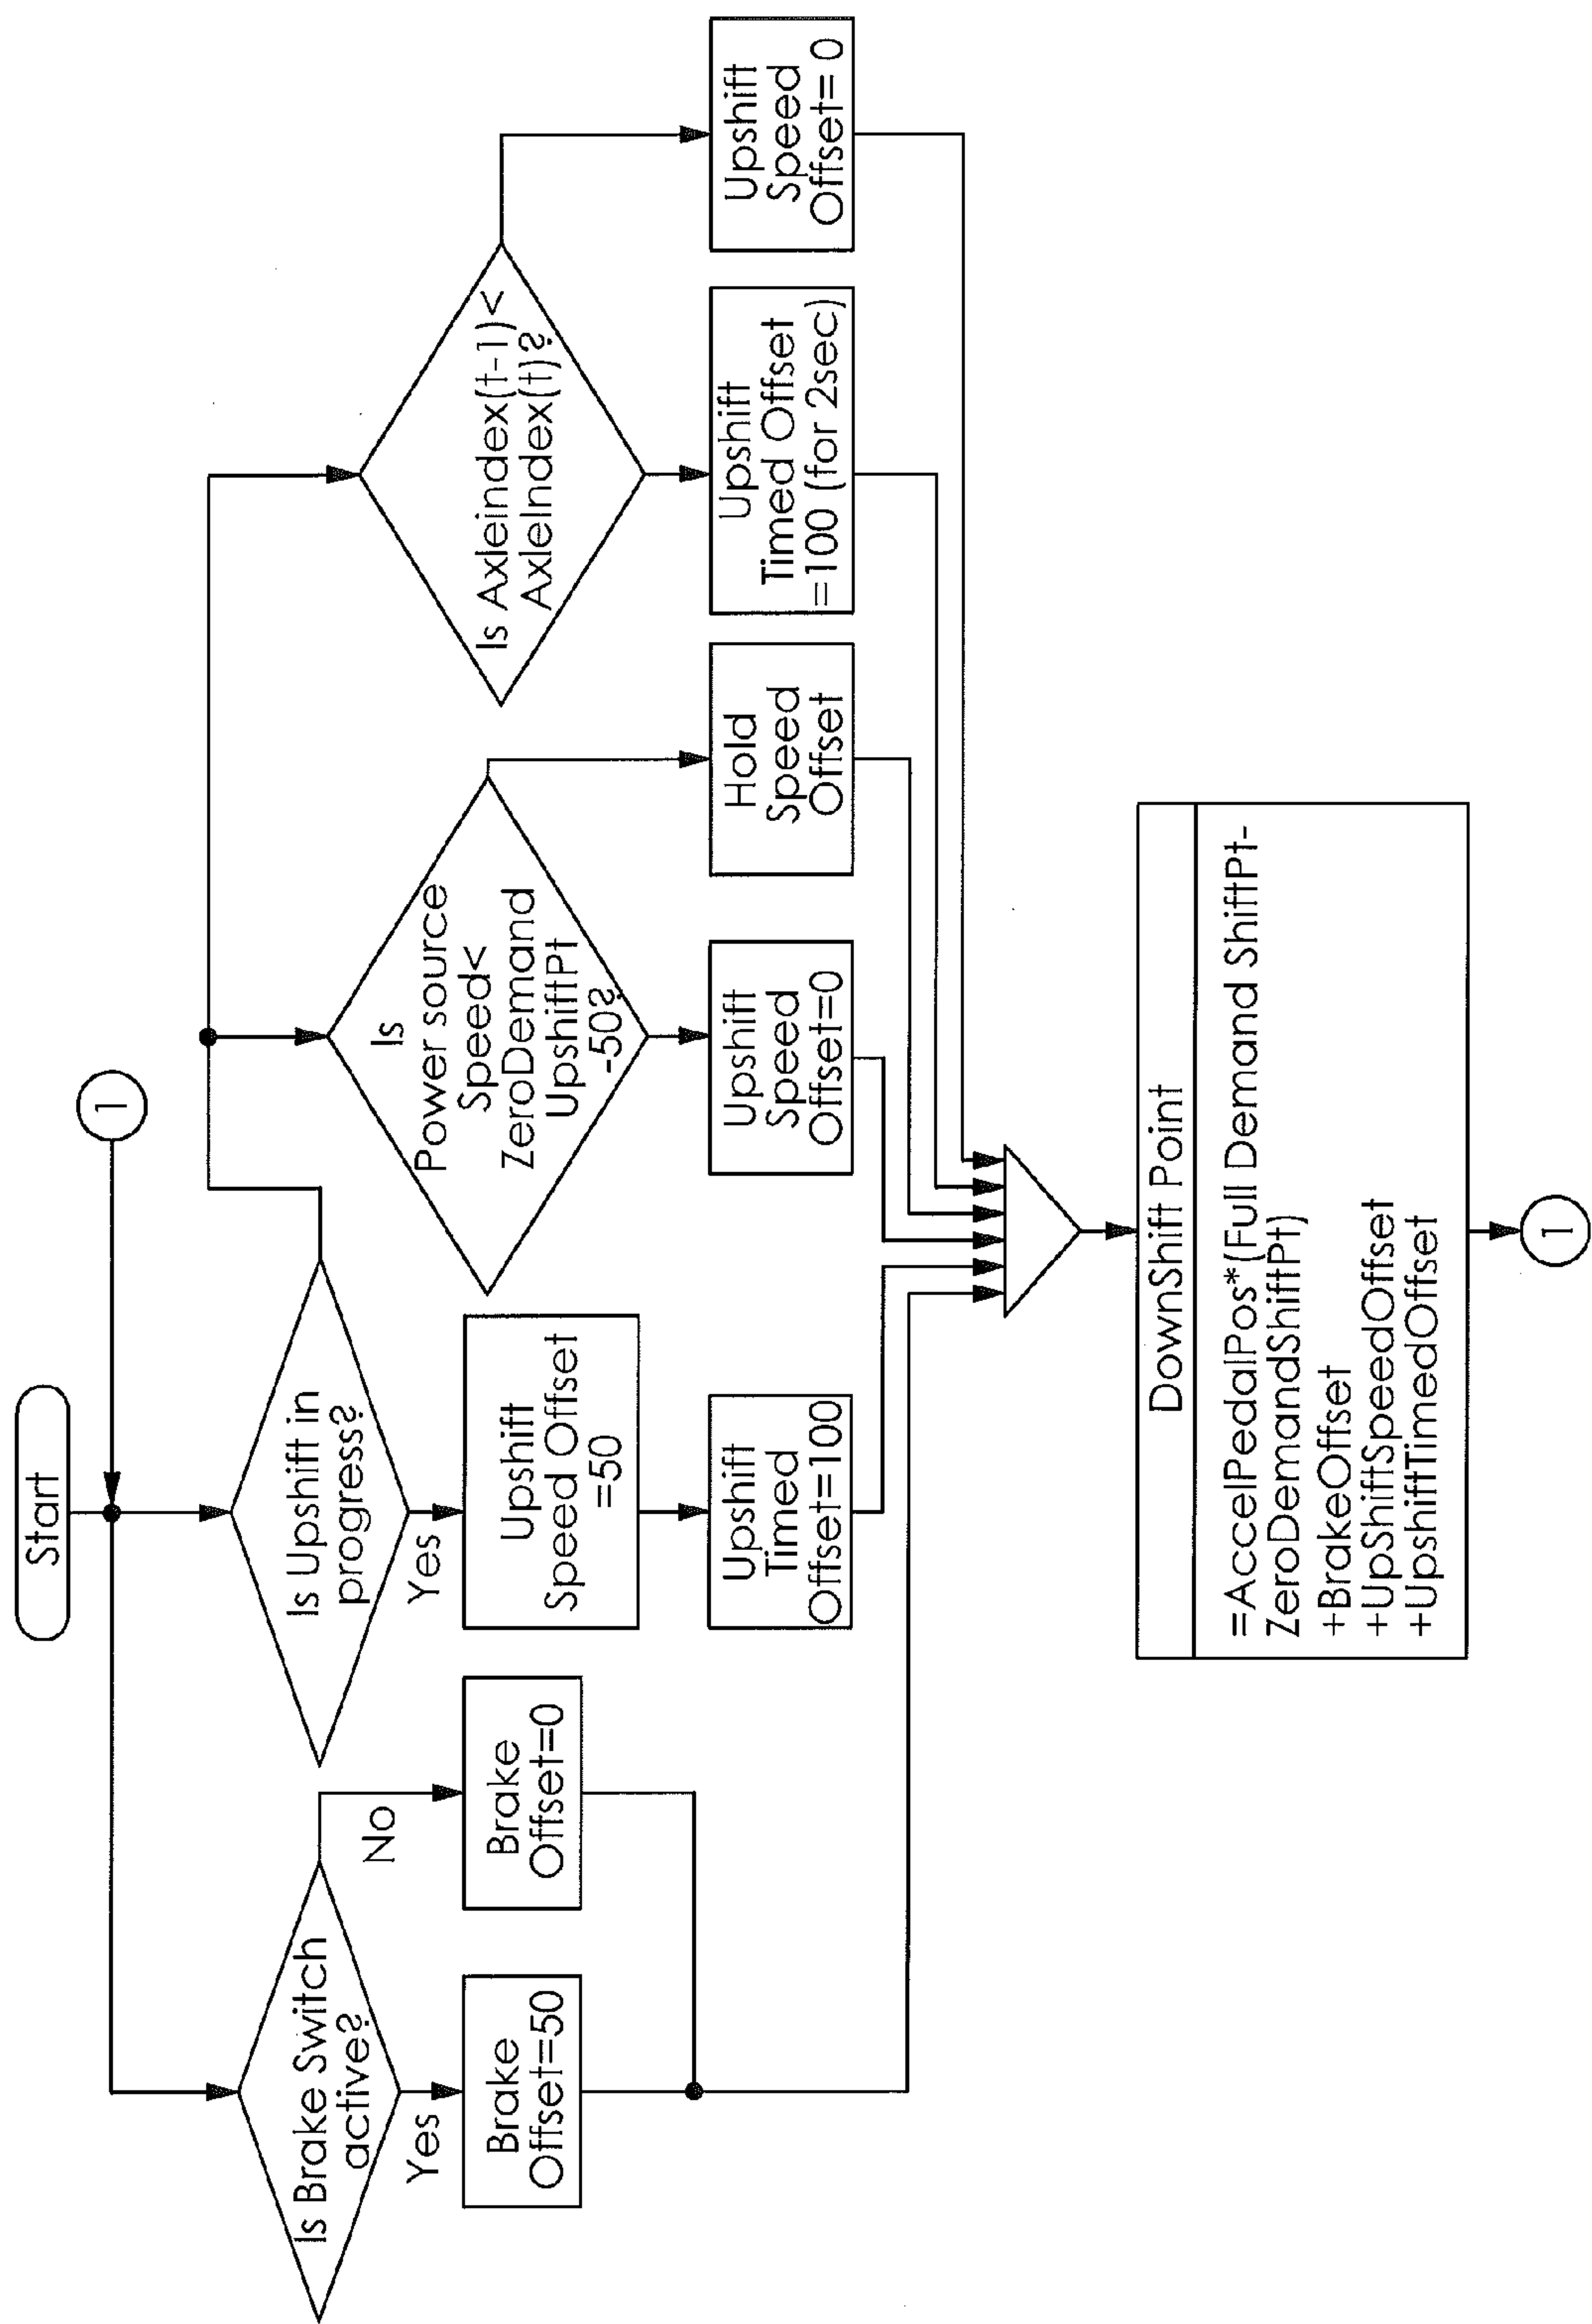 Start
1
Is Brake Switch
active?
Yes
No
Brake
Offset=50
Brake
Offset=0
Is Upshift in
progress?
Yes
Upshift
Speed Offset
=50
Upshift
Timed
Offset=100
Is
Power source
Speed<
ZeroDemand
UpshiftPt
-50?
Upshift
Speed
Offset=0
Hold
Speed
Offset
Is Axleindex(t-1)<
AxleIndex(t)?
Upshift
Timed Offset
=100 (for 2sec)
Upshift
Speed
Offset= 0
DownShift Point
=AccelPedalPos*(Full Demand ShiftPt-
ZeroDemandShiftPt)
+BrakeOffset
+UpShiftSpeedOffset
+UpshiftTimedOffset
1